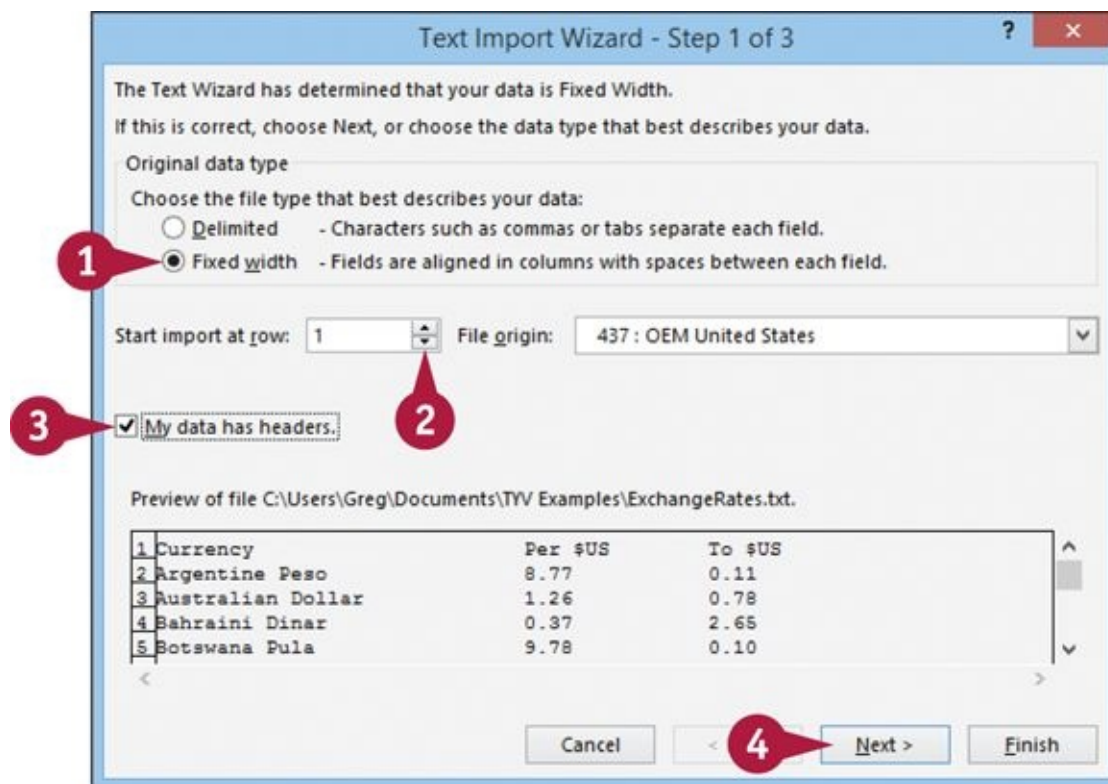 Text Import Wizard - Step 1 of 3 ? ×
The Text Wizard has determined that your data is Fixed Width.
If this is correct, choose Next, or choose the data type that best describes your data.
Original data type
Choose the file type that best describes your data:
Delimited - Characters such as commas or tabs separate each field.
1 Fixed width - Fields are aligned in columns with spaces between each field.
Start import at row: 1 File origin: 437 : OEM United States
2
3 My data has headers.
Preview of file C:\Users\Greg\Documents\TYV Examples\ExchangeRates.txt.
1 Currency Per $US To $US
2 Argentine Peso 8.77 0.11
3 Australian Dollar 1.26 0.78
4 Bahraini Dinar 0.37 2.65
5 Botswana Pula 9.78 0.10
Cancel < 4 Next > Finish